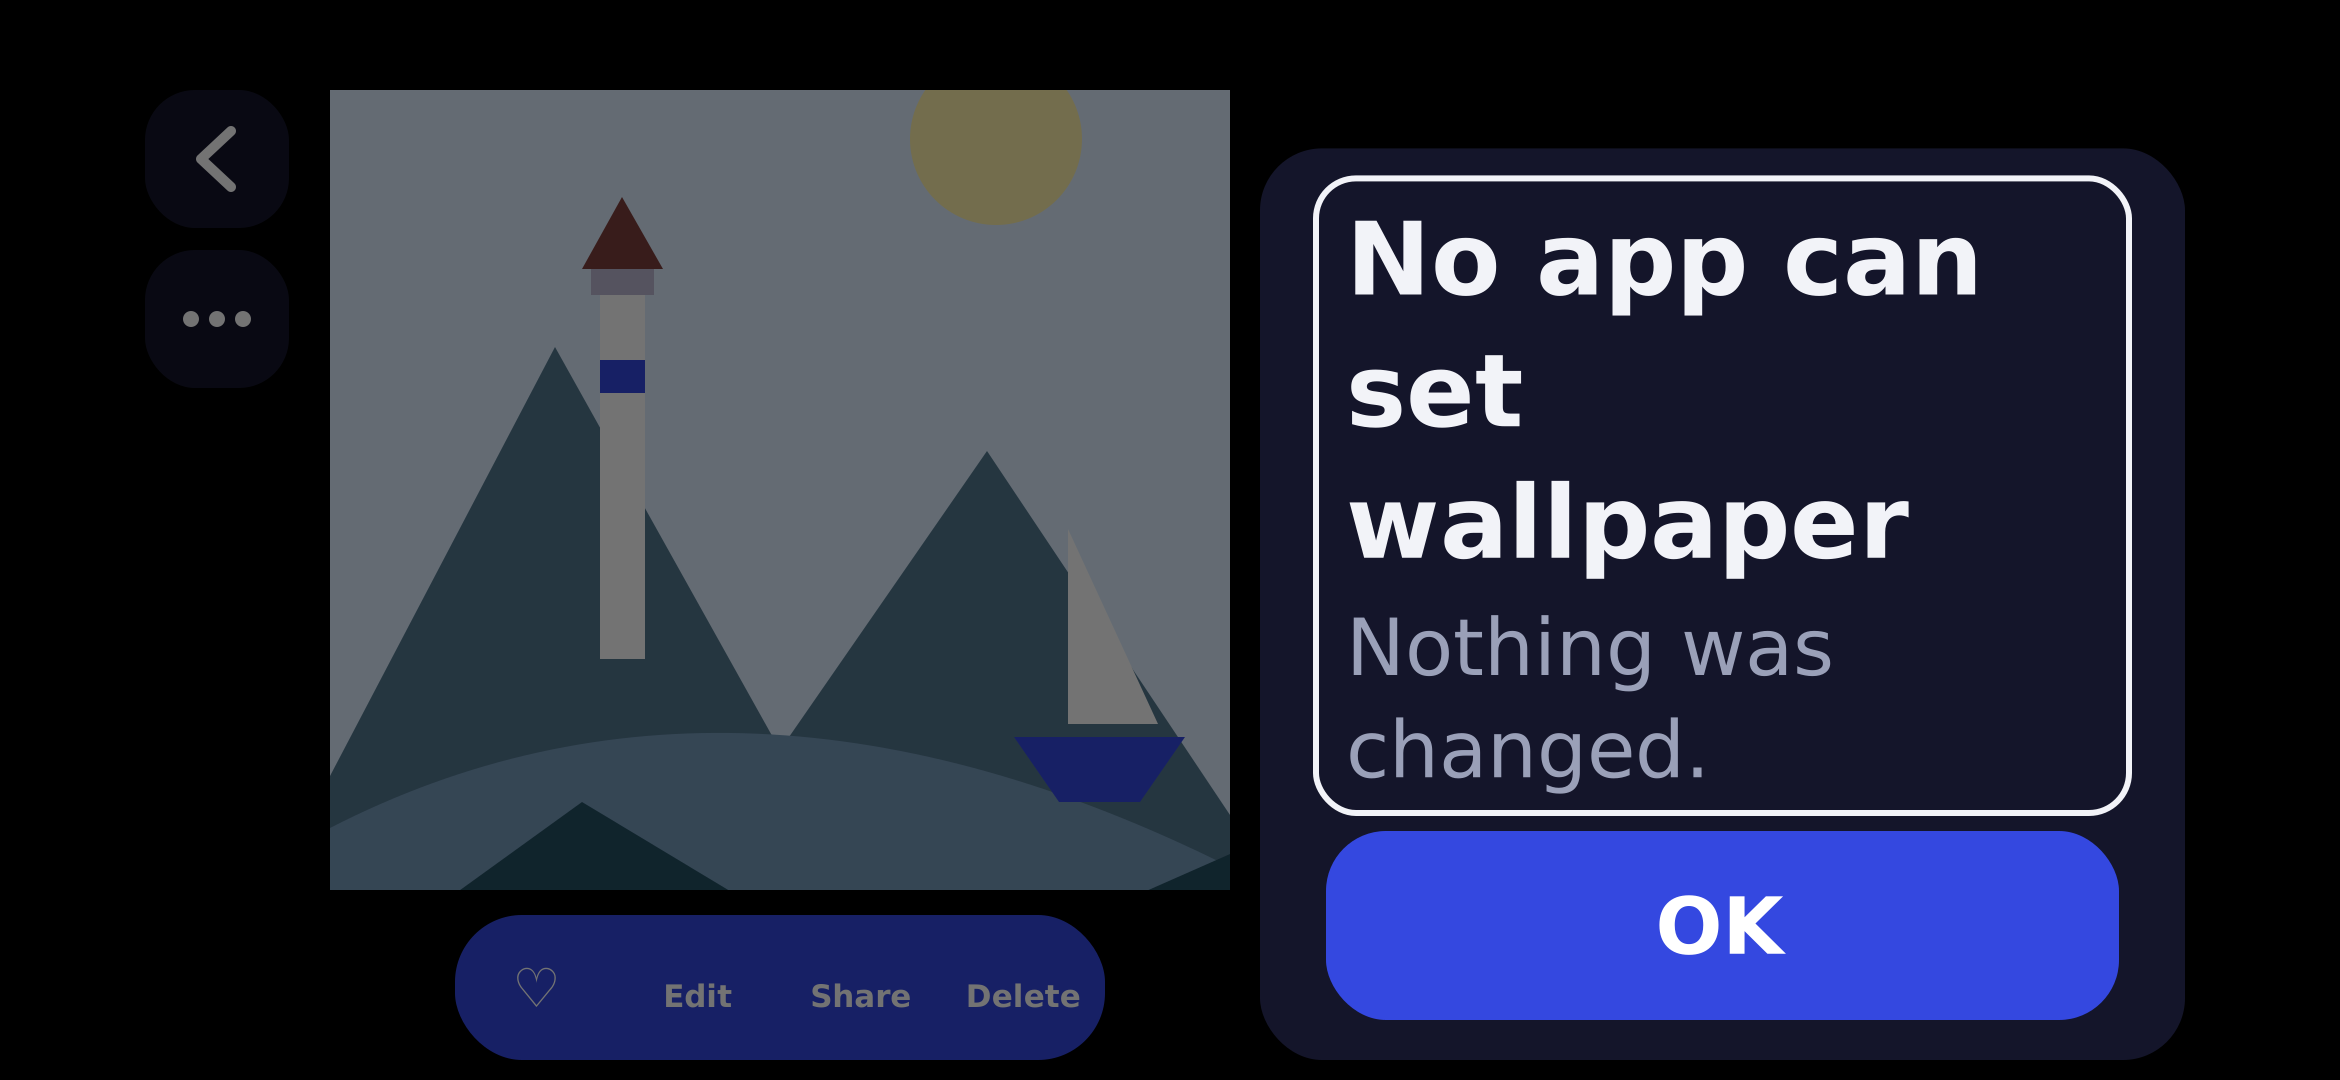 No app can
set
wallpaper
Nothing was
changed.
OK
Edit
Share
Delete